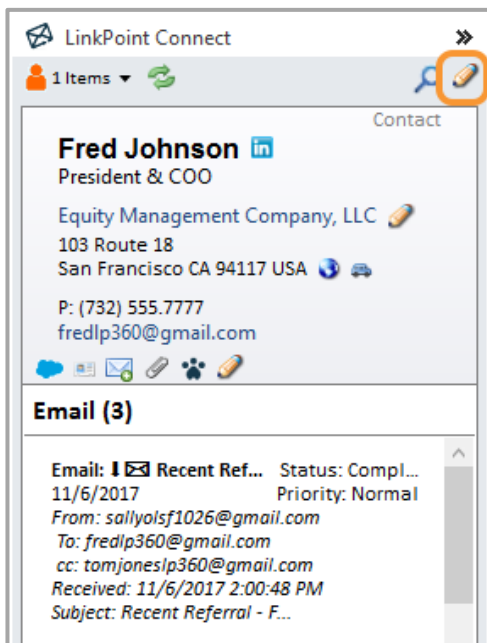 LinkPoint Connect
1 Items
Contact
Fred Johnson in
President & COO
Equity Management Company, LLC
103 Route 18
San Francisco CA 94117 USA
P: (732) 555.7777
fredlp360@gmail.com
Email (3)
Email: Recent Ref... Status: Compl...
11/6/2017 Priority: Normal
From: sallyolsf1026@gmail.com
To: fredlp360@gmail.com
cc: tomjoneslp360@gmail.com
Received: 11/6/2017 2:00:48 PM
Subject: Recent Referral - F...